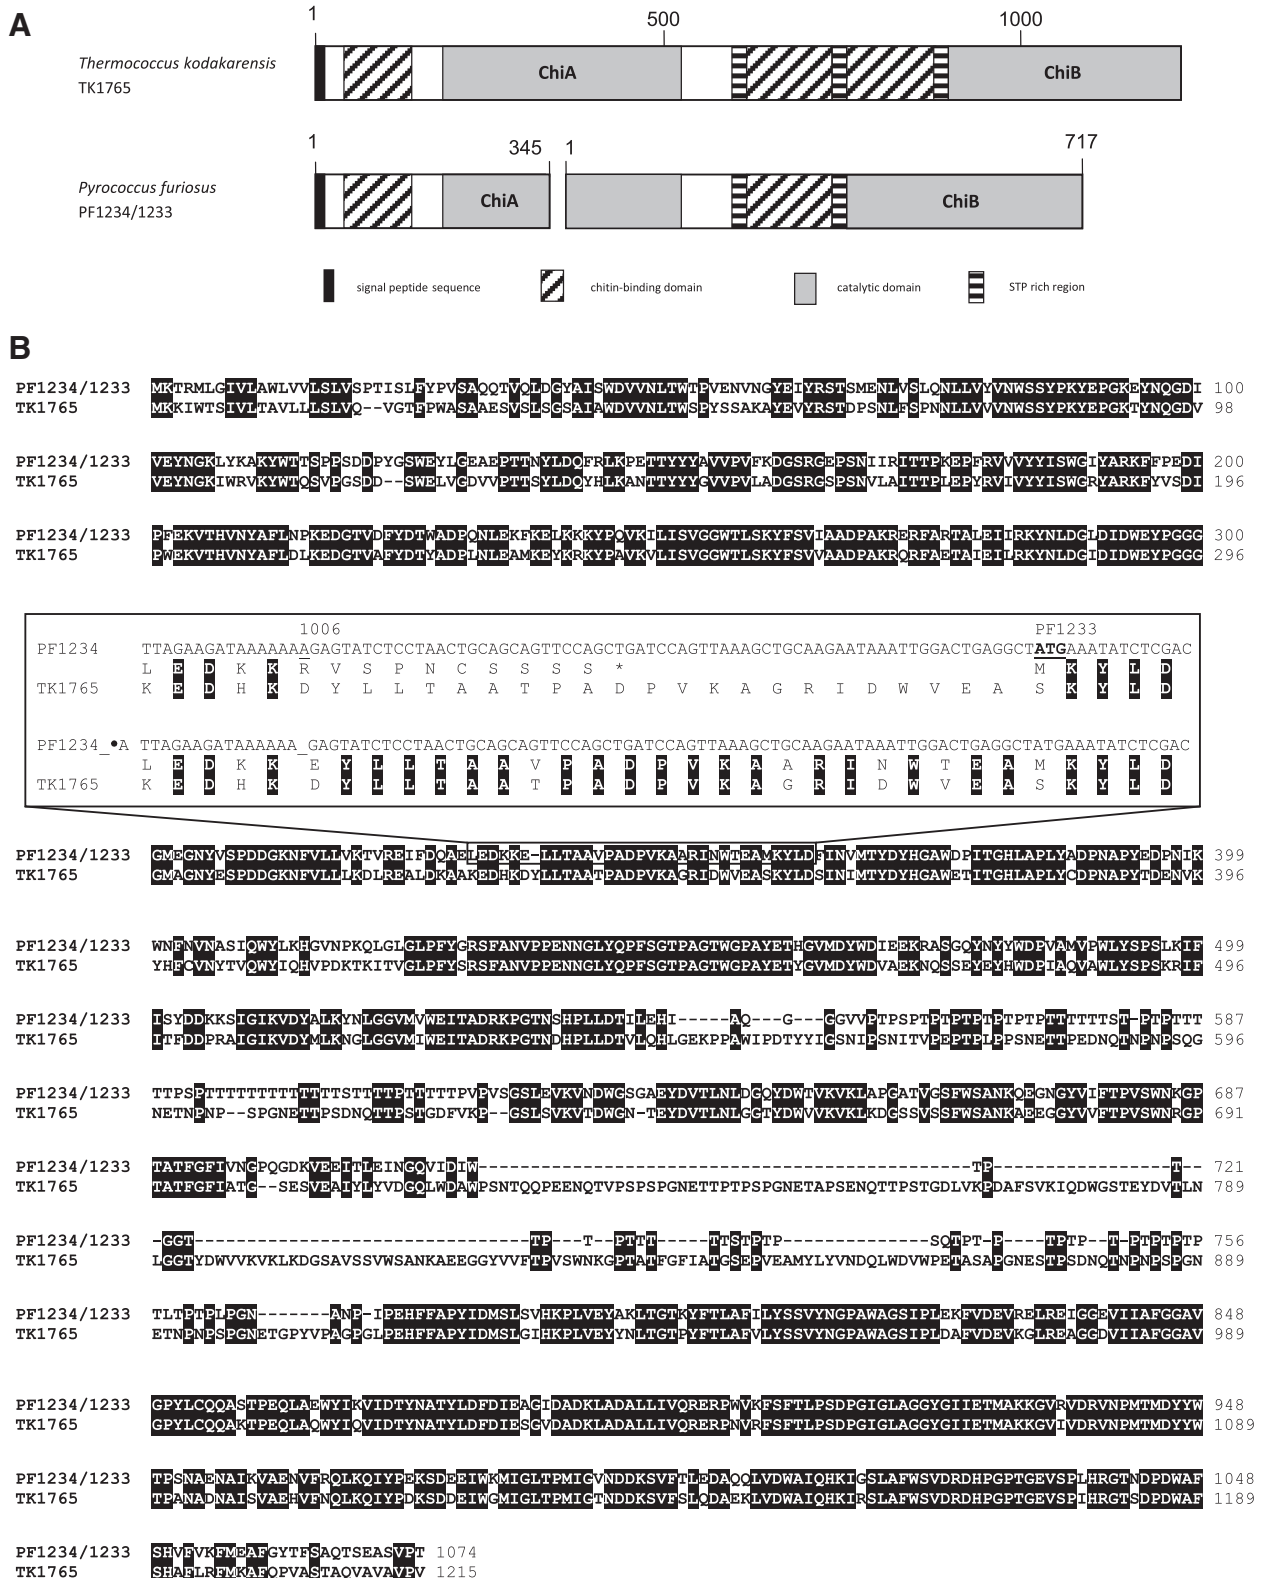 A
1
500
1000
Thermococcus kodakarensis
TK1765
ChiA
ChiB
1
345
1
717
Pyrococcus furiosus
PF1234/1233
ChiA
ChiB
signal peptide sequence
chitin-binding domain
catalytic domain
STP rich region
B
PF1234/1233 MKTRMLGIVLAWLVVLSLVSPTISLFYPVSAQQTVQLDGYAISWDVVNLTWTPVENVNGYEIYRSTSMENLVSLQNLLVYVNWSSYPKYEPGKEYNQGDI 100
TK1765 MKKIWTSIVLTAVLLLSLVQ--VGTFPWASAAESVSLSGSAIAWDVVNLTWSPYSSAKAYEVYRSTDPSNLFSPNNLLVVVNWSSYPKYEPGKTYNQGDV 98
PF1234/1233 VEYNGKLYKAKYWTTSPPSDDPYGSWEYLGEAEPTTNYLDQFRLKPETTYYYAVVPVFKDGSRGEPSNIIRITTPKEPFRVVVYYISWGIYARKFFPEDI 200
TK1765 VEYNGKIWRVKYWTQSVPGSDD--SWELVGDVVPTTSYLDQYHLKANTTYYYGVVPVLADGSRGSPSNVLAITTPLEPYRVIVYYISWGRYARKFYVSDI 196
PF1234/1233 PFEKVTHVNYAFLNPKEDGTVDFYDTWADPQNLEKFKELKKKYPQVKILISVGGWTLSKYFSVIAADPAKRERFARTALEIIRKYNLDGLDIDWEYPGGG 300
TK1765 PWEKVTHVNYAFLDLKEDGTVAFYDTYADPLNLEAMKEYKRKYPAVKVLISVGGWTLSKYFSVVAADPAKRQRFAETAIEILRKYNLDGIDIDWEYPGGG 296
1006 PF1233
PF1234 TTAGAAGATAAAAAAAGAGTATCTCCTAACTGCAGCAGTTCCAGCTGATCCAGTTAAAGCTGCAAGAATAAATTGGACTGAGGCTATGAAATATCTCGAC
L E D K K R V S P N C S S S S * M K Y L D
TK1765 K E D H K D Y L L T A A T P A D P V K A G R I D W V E A S K Y L D
PF1234_•A TTAGAAGATAAAAAAA_GAGTATCTCCTAACTGCAGCAGTTCCAGCTGATCCAGTTAAAGCTGCAAGAATAAATTGGACTGAGGCTATGAAATATCTCGAC
L E D K K E Y L L T A A V P A D P V K A A R I N W T E A M K Y L D
TK1765 K E D H K D Y L L T A A T P A D P V K A G R I D W V E A S K Y L D
PF1234/1233 GMEGNYVSPDDGKNFVLLVKTVREIFDQAELEDKKE-LLTAAVPADPVKAARINWTEAMKYLDFINVMTYDYHGAWDPITGHLAPLYADPNAPYEDPNIK 399
TK1765 GMAGNYESPDDGKNFVLLLKDLREALDKAAKEDHKDYLLTAATPADPVKAGRIDWVEASKYLDSINIMTYDYHGAWETITGHLAPLYCDPNAPYTDENVK 396
PF1234/1233 WNFNVNASIQWYLKHGVNPKQLGLGLPFYGRSFANVPPENNGLYQPFSGTPAGTWGPAYETHGVMDYWDIEEKRASGQYNYYWDPVAMVPWLYSPSLKIF 499
TK1765 YHFCVNYTVQWYIQHVPDKTKITVGLPFYSRSFANVPPENNGLYQPFSGTPAGTWGPAYETYGVMDYWDVAEKNQSSEYEYHWDPIAQVAWLYSPSKRIF 496
PF1234/1233 ISYDDKKSIGIKVDYALKYNLGGVMVWEITADRKPGTNSHPLLDTILEHI-----AQ---G---GGVVPTPSPTPTPTPTPTPTPTTTTTTST-PTPTTT 587
TK1765 ITFDDPRAIGIKVDYMLKNGLGGVMIWEITADRKPGTNDHPLLDTVLQHLGEKPPAWIPDTYYIGSNIPSNITVPEPTPLPPSNETTPEDNQTNPNPSQG 596
PF1234/1233 TTPSPTTTTTTTTTTTTTTSTTTTPTTTTTPVPVSGSLEVKVNDWGSGAEYDVTLNLDGQYDWTVKVKLAPGATVGSFWSANKQEGNGYVIFTPVSWNKGP 687
TK1765 NETNPNP--SPGNETTPSDNQTTPSTGDFVKP--GSLSVKVTDWGN-TEYDVTLNLGGTYDWVVKVKLKDGSSVSSFWSANKAEEGGYVVFTPVSWNRGP 691
PF1234/1233 TATFGFIVNGPQGDKVEEITLEINGQVIDIW-----------------------------------------------TP-----------------T-- 721
TK1765 TATFGFIATG--SESVEAIYLYVDGQLWDAWPSNTQQPEENQTVPSPSPGNETTPTPSPGNETAPSENQTTPSTGDLVKPDAFSVKIQDWGSTEYDVTLN 789
PF1234/1233 -GGT--------------------------------TP---T--PTTT-----TTSTPTP--------------SQTPT-P----TPTP--T-PTPTPTP 756
TK1765 LGGTYDWVVKVKLKDGSAVSSVWSANKAEEGGYVVFTPVSWNKGPTATFGFIATGSEPVEAMYLYVNDQLWDVWPETASAPGNESTPSDNQTNPNPSPGN 889
PF1234/1233 TLTPTPLPGN-------ANP-IPEHFFAPYIDMSLSVHKPLVEYAKLTGTKYFTLAFILYSSVYNGPAWAGSIPLEKFVDEVRELREIGGEVIIAFGGAV 848
TK1765 ETNPNPSPGNETGPYVPAGPGLPEHFFAPYIDMSLGIHKPLVEYYNLTGTPYFTLAFVLYSSVYNGPAWAGSIPLDAFVDEVKGLREAGGDVIIAFGGAV 989
PF1234/1233 GPYLCQQASTPEQLAEWYIKVIDTYNATYLDFDIEAGIDADKLADALLIVQRERPWVKFSFTLPSDPGIGLAGGYGIIETMAKKGVRVDRVNPMTMDYYW 948
TK1765 GPYLCQQAKTPEQLAQWYIQVIDTYNATYLDFDIESGVDADKLADALLIVQRERPNVRFSFTLPSDPGIGLAGGYGIIETMAKKGVIVDRVNPMTMDYYW 1089
PF1234/1233 TPSNAENAIKVAENVFRQLKQIYPEKSDEEIWKMIGLTPMIGVNDDKSVFTLEDAQQLVDWAIQHKIGSLAFWSVDRDHPGPTGEVSPLHRGTNDPDWAF 1048
TK1765 TPANADNAISVAEHVFNQLKQIYPDKSDDEIWGMIGLTPMIGTNDDKSVFSLQDAEKLVDWAIQHKIRSLAFWSVDRDHPGPTGEVSPIHRGTSDPDWAF 1189
PF1234/1233 SHVFVKFMEAFGYTFSAQTSEASVPT 1074
TK1765 SHAFLRFMKAFQPVASTAQVAVAVPV 1215